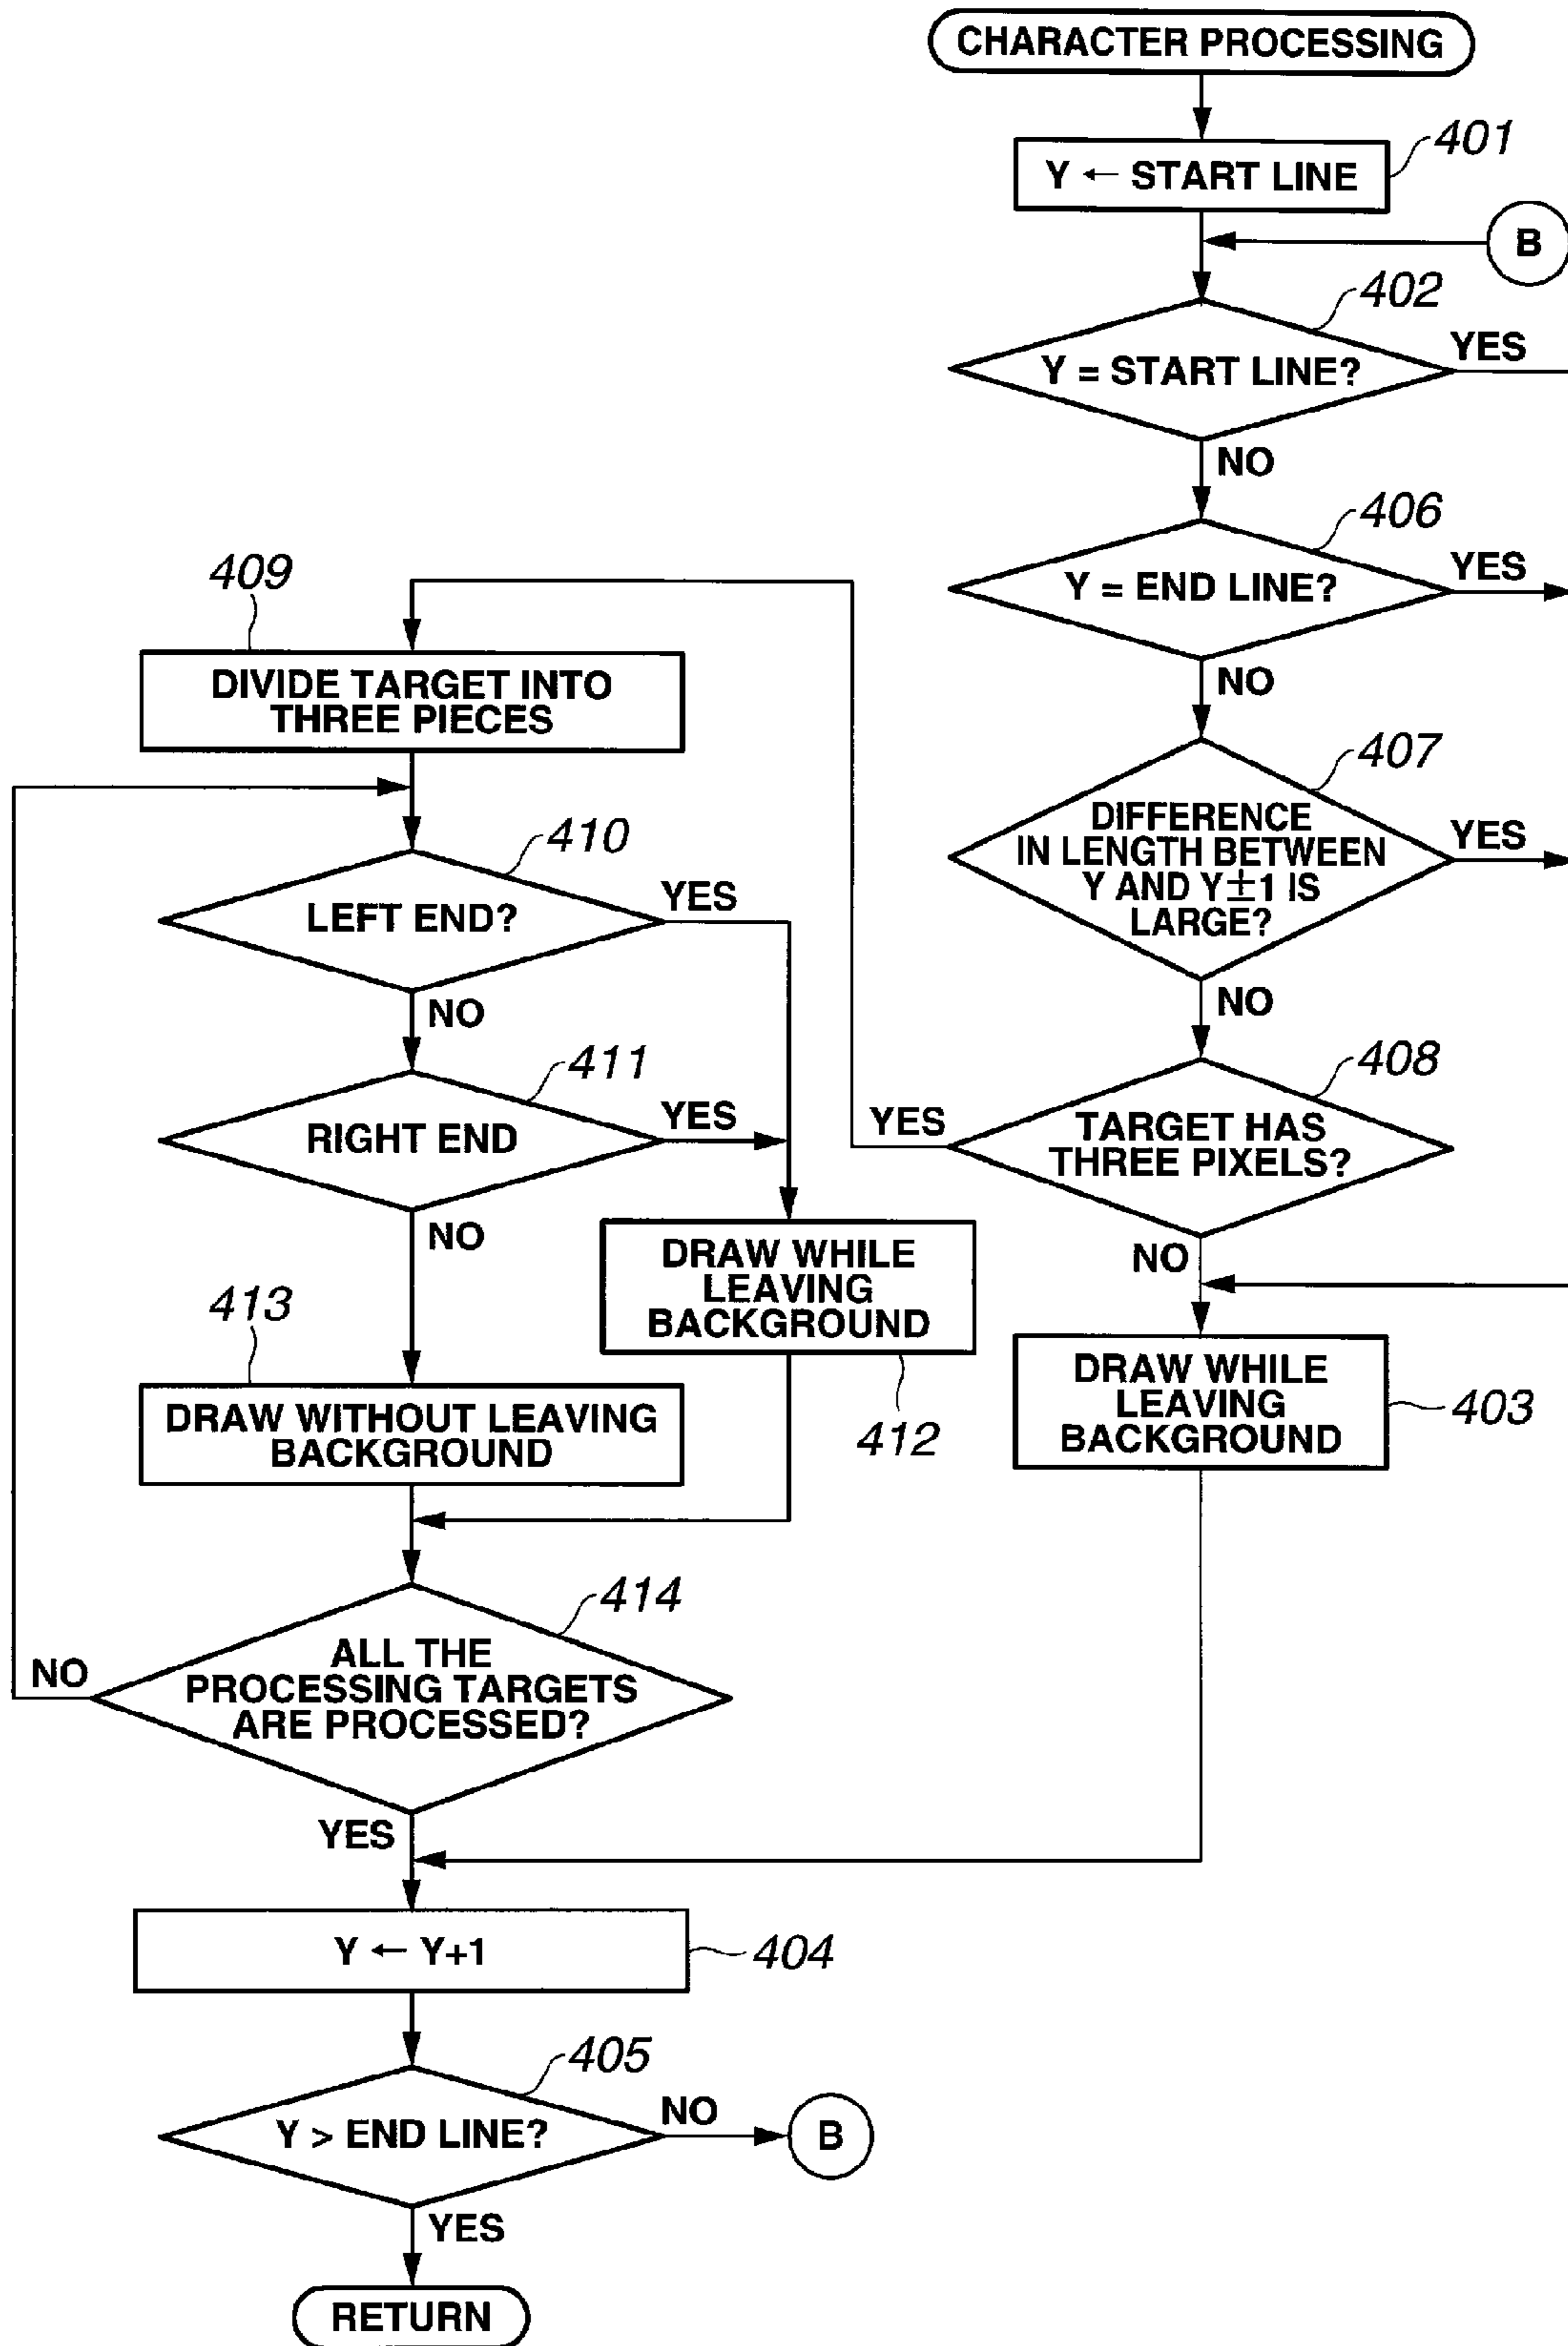 CHARACTER PROCESSING
401
Y ← START LINE
B
402
Y = START LINE?
YES
NO
406
Y = END LINE?
YES
NO
407
DIFFERENCE
IN LENGTH BETWEEN
Y AND Y±1 IS
LARGE?
YES
NO
408
TARGET HAS
THREE PIXELS?
YES
NO
DRAW WHILE
LEAVING
BACKGROUND
403
409
DIVIDE TARGET INTO
THREE PIECES
410
LEFT END?
YES
NO
411
RIGHT END
YES
NO
DRAW WHILE
LEAVING
BACKGROUND
412
413
DRAW WITHOUT LEAVING
BACKGROUND
414
ALL THE
PROCESSING TARGETS
ARE PROCESSED?
NO
YES
Y ← Y+1
404
405
Y > END LINE?
NO
B
YES
RETURN